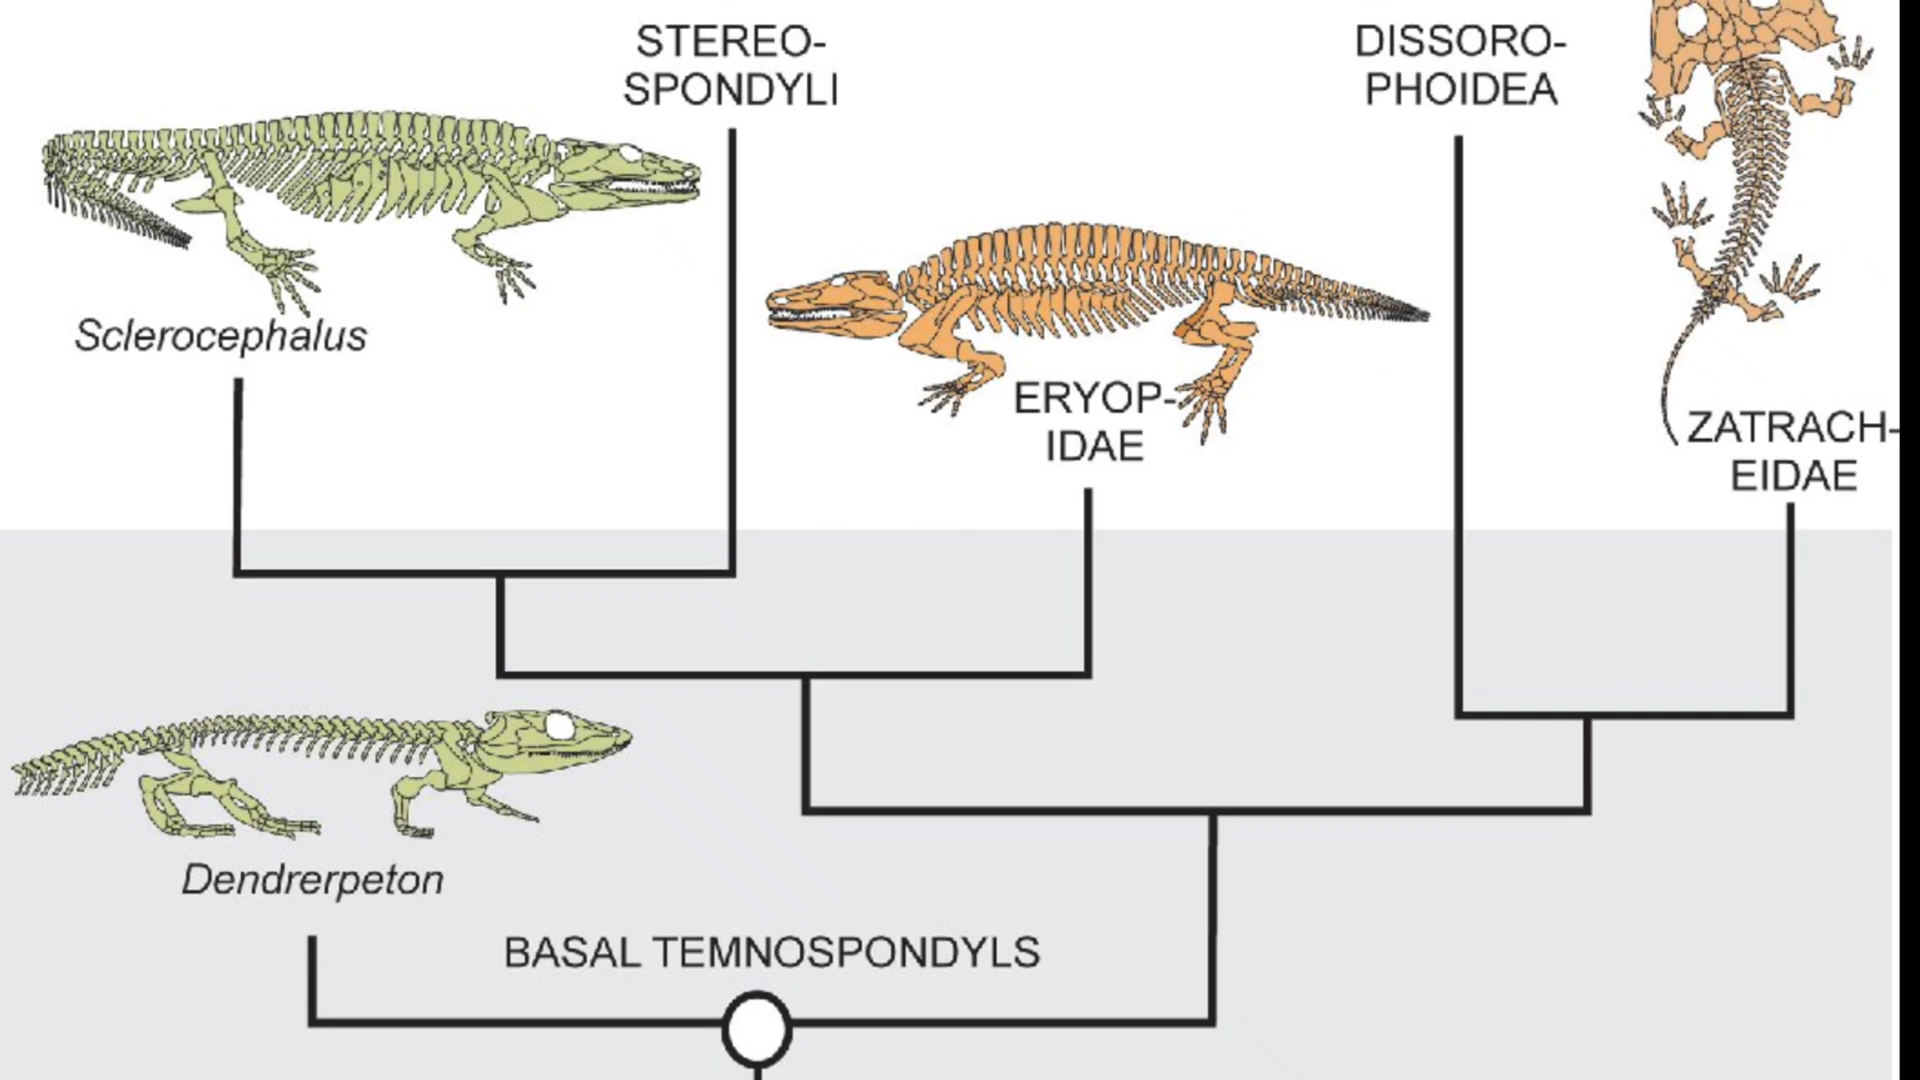 STEREO-
SPONDYLI
DISSORO-
PHOIDEA
Sclerocephalus
ERYOP-
IDAE
ZATRACH-
EIDAE
Dendrerpeton
BASAL TEMNOSPONDYLS